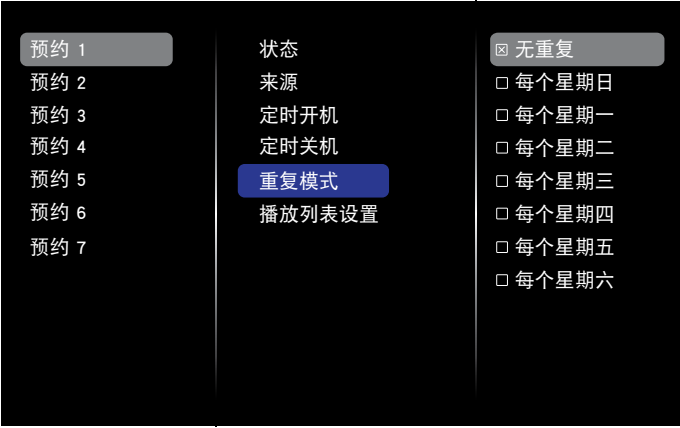 预约 1
预约 2
预约 3
预约 4
预约 5
预约 6
预约 7
状态
来源
定时开机
定时关机
重复模式
播放列表设置
无重复
每个星期日
每个星期一
每个星期二
每个星期三
每个星期四
每个星期五
每个星期六